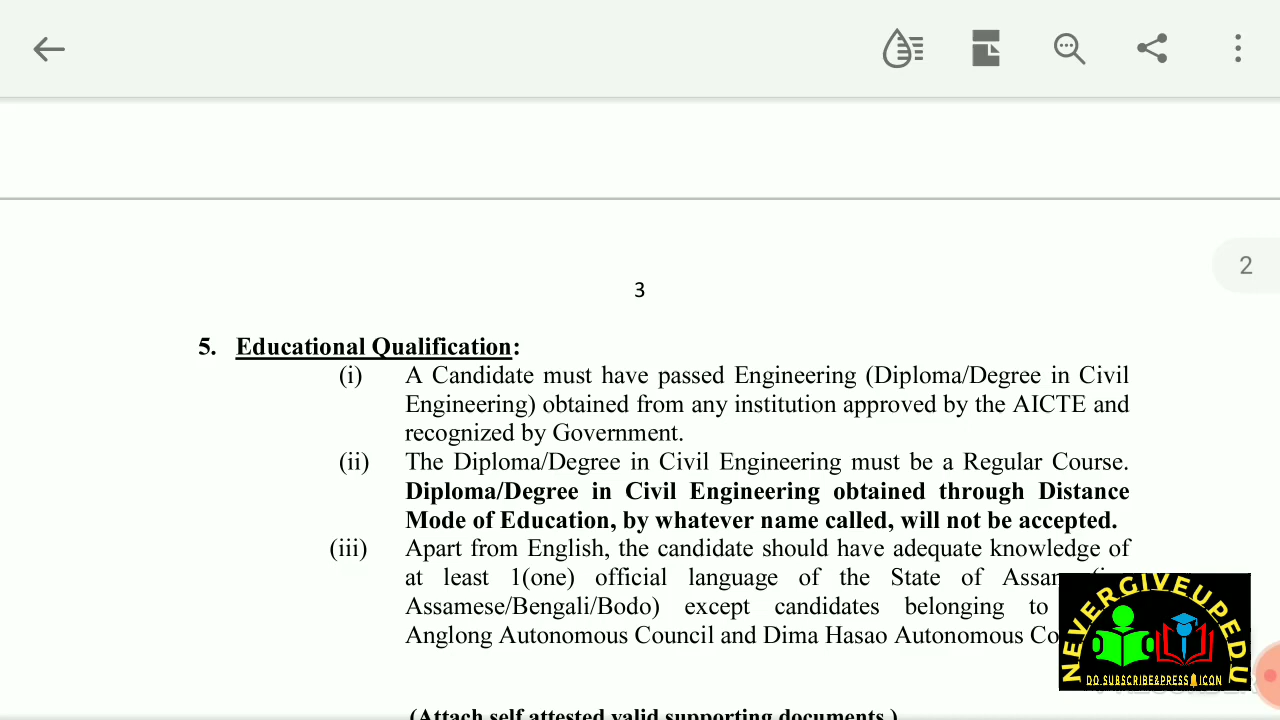 2
3
5. Educational Qualification:
(i) A Candidate must have passed Engineering (Diploma/Degree in Civil
Engineering) obtained from any institution approved by the AICTE and
recognized by Government.
(ii) The Diploma/Degree in Civil Engineering must be a Regular Course.
Diploma/Degree in Civil Engineering obtained through Distance
Mode of Education, by whatever name called, will not be accepted.
(iii) Apart from English, the candidate should have adequate knowledge of
at least 1(one) official language of the State of
Assamese/Bengali/Bodo) except candidates belonging to
Anglong Autonomous Council and Dima Hasao Autonomous
(Attach self attested valid supporting documents.)
NEVERGIVEUPEDU
DO.SUBSCRIBE&PRESS ICON